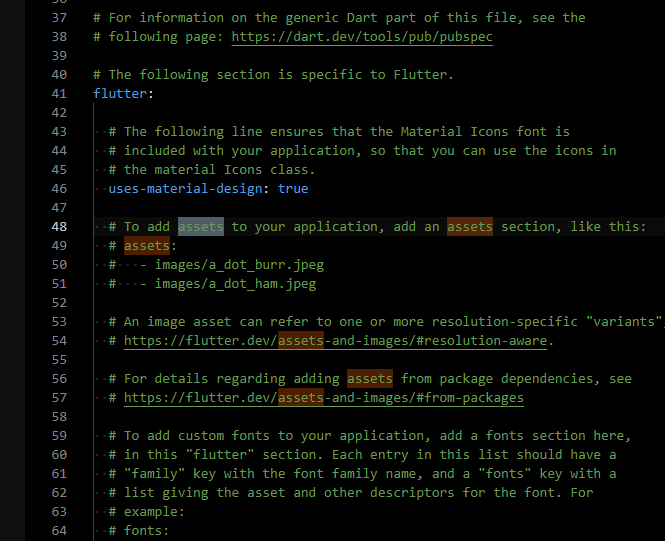 37 # For information on the generic Dart part of this file, see the
38 # following page: https://dart.dev/tools/pub/pubspec
39
40 # The following section is specific to Flutter.
41 flutter:
42
43 # The following line ensures that the Material Icons font is
44 # included with your application, so that you can use the icons in
45 # the material Icons class.
46 uses-material-design: true
47
48 # To add assets to your application, add an assets section, like this:
49 # assets:
50 #   - images/a_dot_burr.jpeg
51 #   - images/a_dot_ham.jpeg
52
53 # An image asset can refer to one or more resolution-specific "variants"
54 # https://flutter.dev/assets-and-images/#resolution-aware.
55
56 # For details regarding adding assets from package dependencies, see
57 # https://flutter.dev/assets-and-images/#from-packages
58
59 # To add custom fonts to your application, add a fonts section here,
60 # in this "flutter" section. Each entry in this list should have a
61 # "family" key with the font family name, and a "fonts" key with a
62 # list giving the asset and other descriptors for the font. For
63 # example:
64 # fonts: